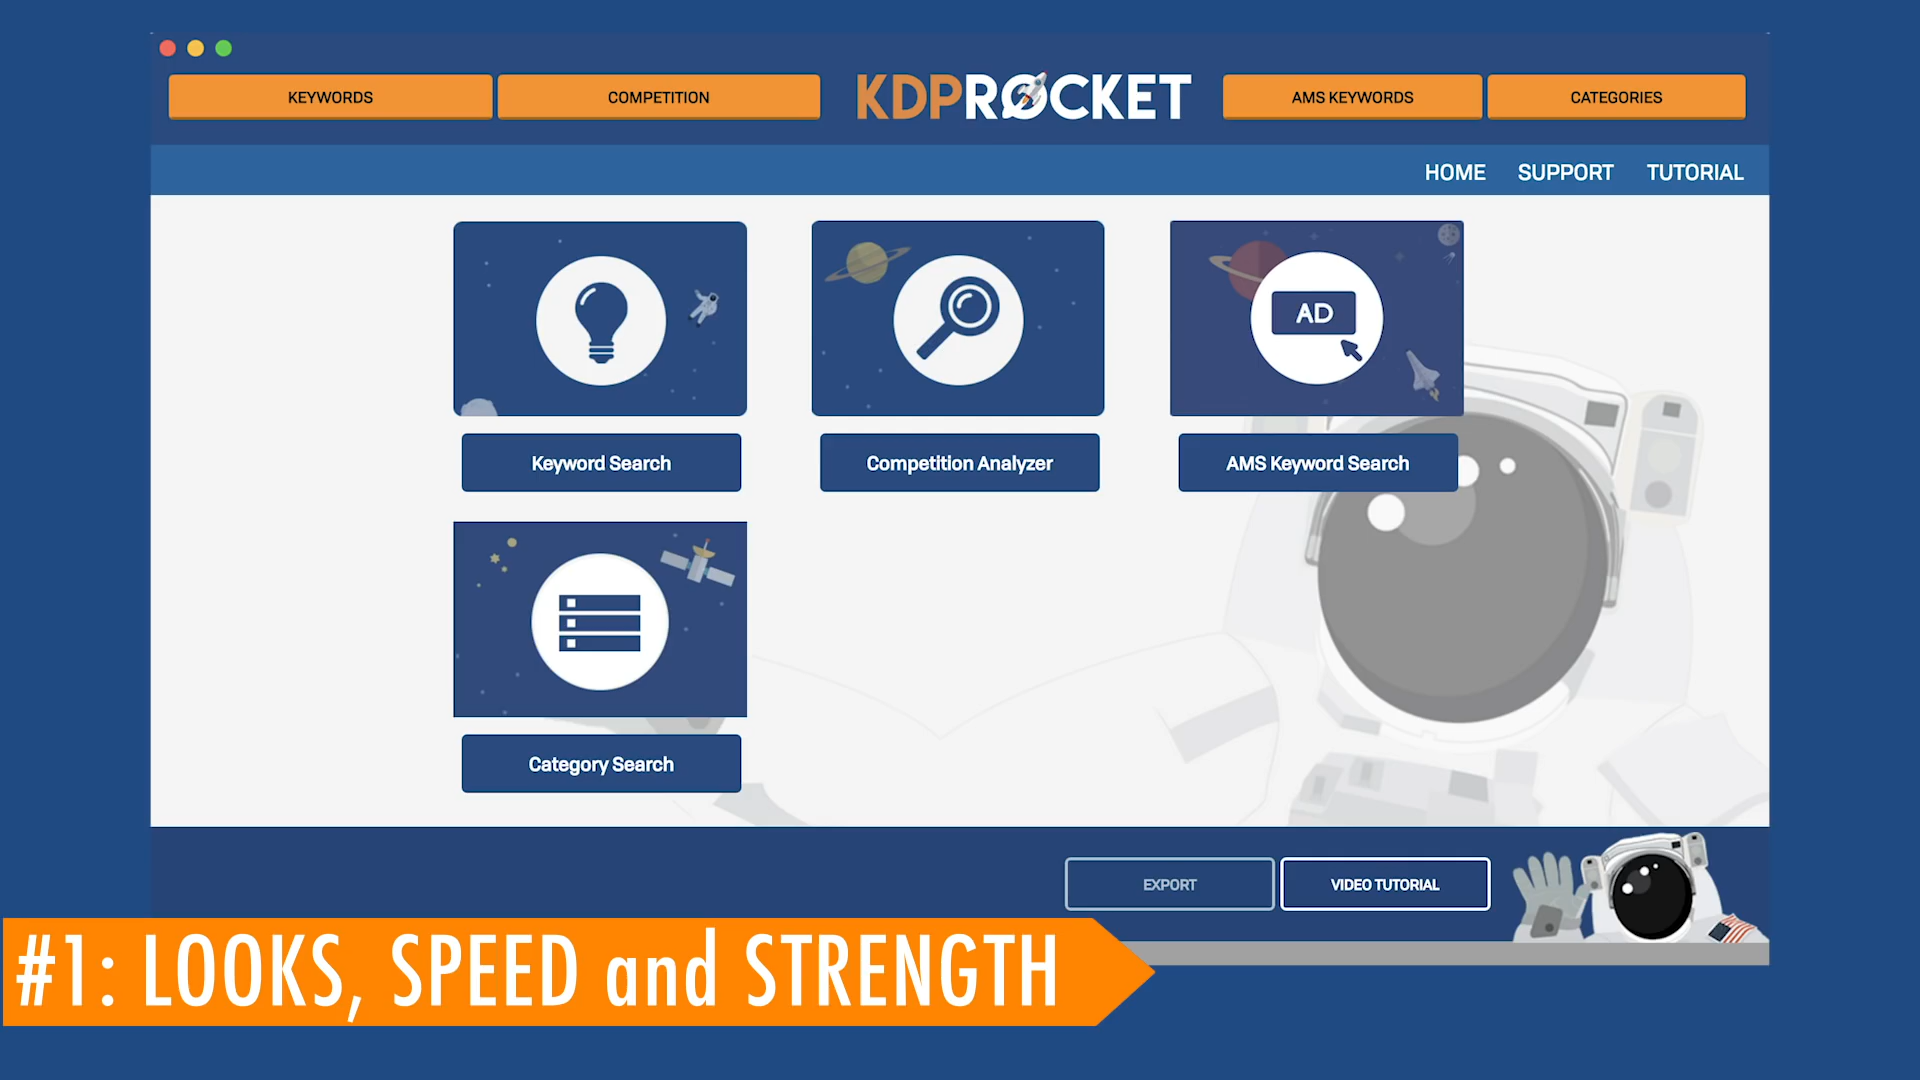 KEYWORDS
COMPETITION
KDPROCKET
AMS KEYWORDS
CATEGORIES
HOME
SUPPORT
TUTORIAL
AD
Keyword Search
Competition Analyzer
AMS Keyword Search
Category Search
EXPORT
VIDEO TUTORIAL
#1: LOOKS, SPEED and STRENGTH